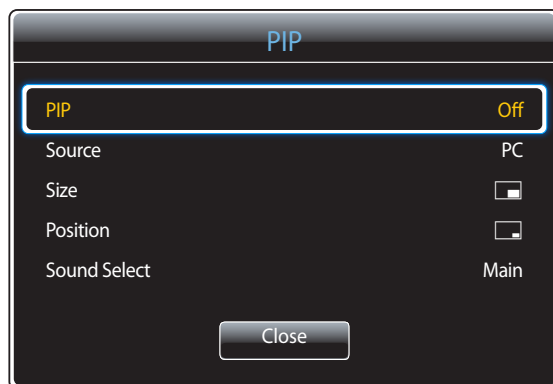 PIP
PIP Off
Source PC
Size
Position
Sound Select Main
Close